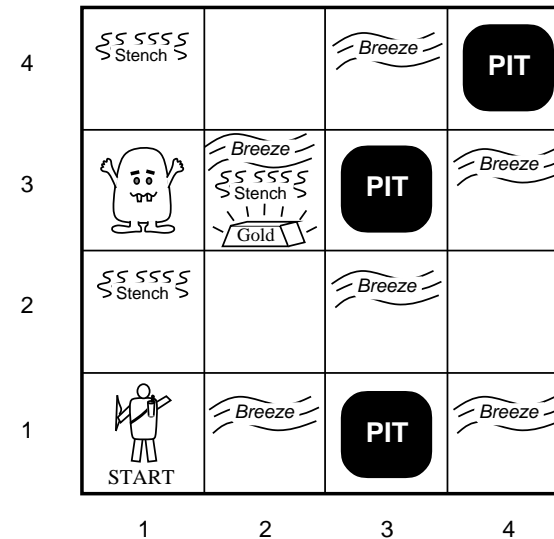 4
Stench
Breeze
PIT
3
Breeze
Stench
Gold
PIT
Breeze
2
Stench
Breeze
1
START
Breeze
PIT
Breeze
1 2 3 4